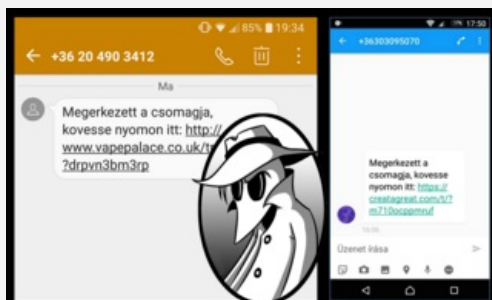 85% 19:34
+36 20 490 3412
Ma
Megerkezett a csomagja,
kovesse nyomon itt: http://
www.vapepalace.co.uk/
?drpvn3bm3rp
17:50
+36303095070
Megerkezett a
csomagja, kovesse
nyomon itt: https://
creatagreat.com/t/?
m710ocppmruf
Üzenet írása